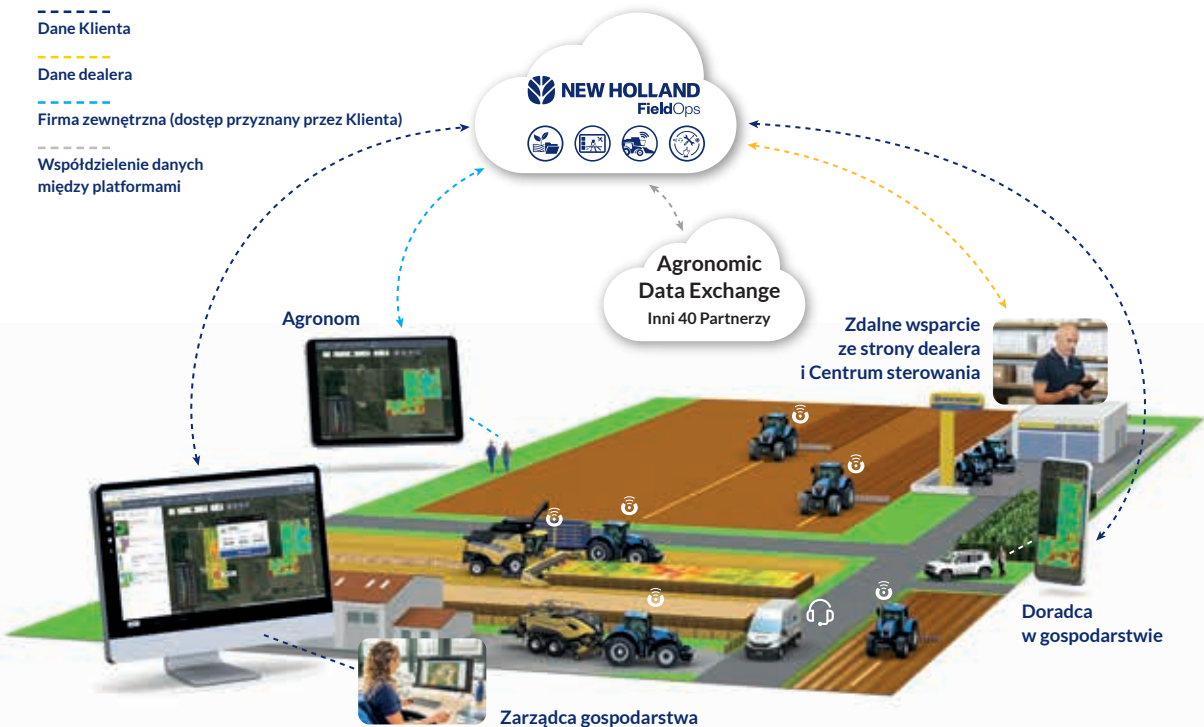 Dane Klienta
Dane dealera
Firma zewnętrzna (dostęp przyznany przez Klienta)
Współdzielenie danych
między platformami
NEW HOLLAND
FieldOps
Agronomic
Data Exchange
Inni 40 Partnerzy
Agronom
Zdalne wsparcie
ze strony dealera
i Centrum sterowania
Doradca
w gospodarstwie
Zarządca gospodarstwa